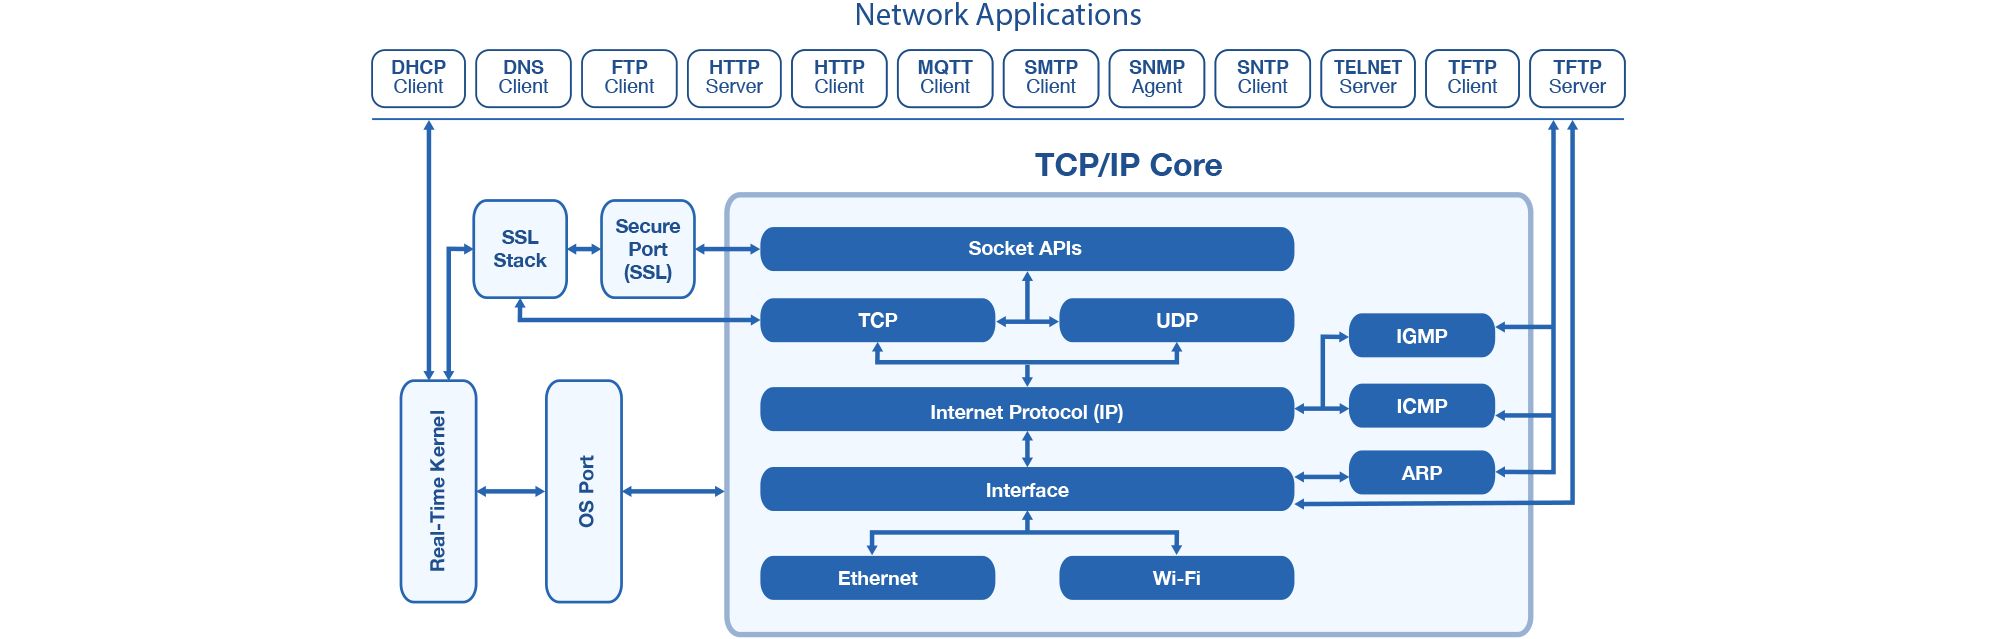 Network Applications
DHCP
Client
DNS
Client
FTP
Client
HTTP
Server
HTTP
Client
MQTT
Client
SMTP
Client
SNMP
Agent
SNTP
Client
TELNET
Server
TFTP
Client
TFTP
Server
TCP/IP Core
SSL
Stack
Secure
Port
(SSL)
Socket APIs
TCP
UDP
IGMP
Internet Protocol (IP)
ICMP
Real-Time Kernel
OS Port
Interface
ARP
Ethernet
Wi-Fi